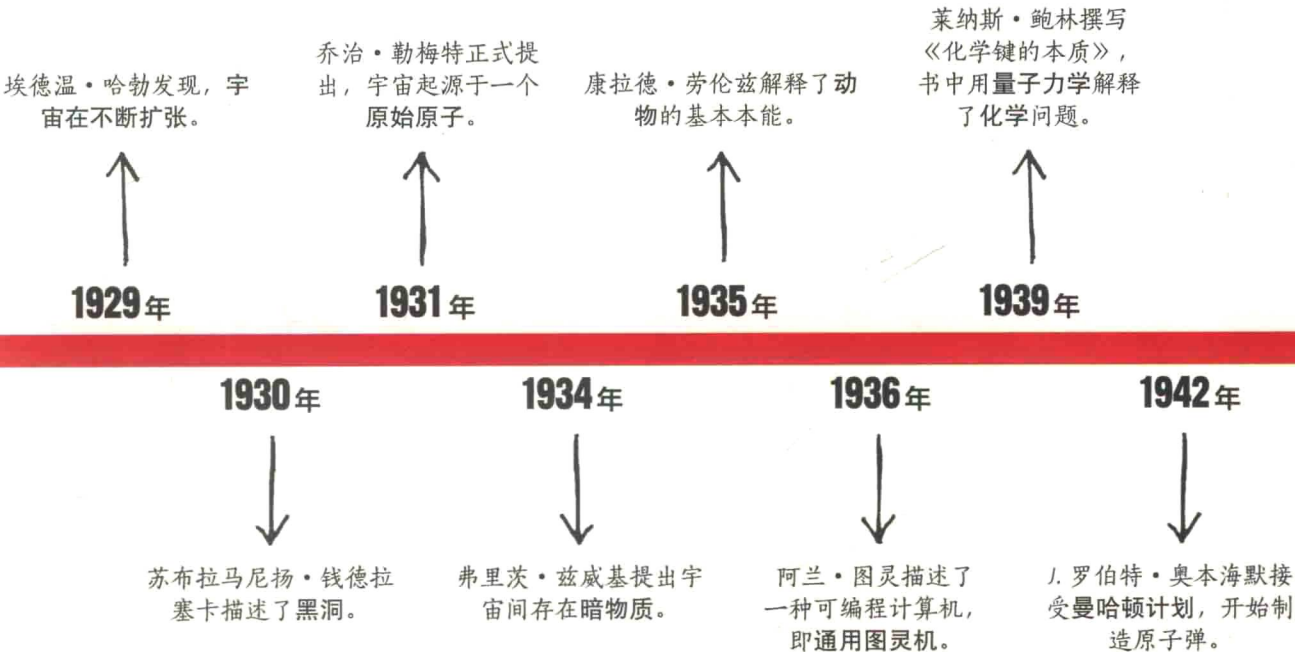 埃德温·哈勃发现，宇
宙在不断扩张。
乔治·勒梅特正式提
出，宇宙起源于一个
原始原子。
康拉德·劳伦兹解释了动
物的基本本能。
莱纳斯·鲍林撰写
《化学键的本质》，
书中用量子力学解释
了化学问题。
1929年
1931年
1935年
1939年
1930年
1934年
1936年
1942年
苏布拉马尼扬·钱德拉
塞卡描述了黑洞。
弗里茨·兹威基提出宇
宙间存在暗物质。
阿兰·图灵描述了
一种可编程计算机，
即通用图灵机。
J. 罗伯特·奥本海默接
受曼哈顿计划，开始制
造原子弹。